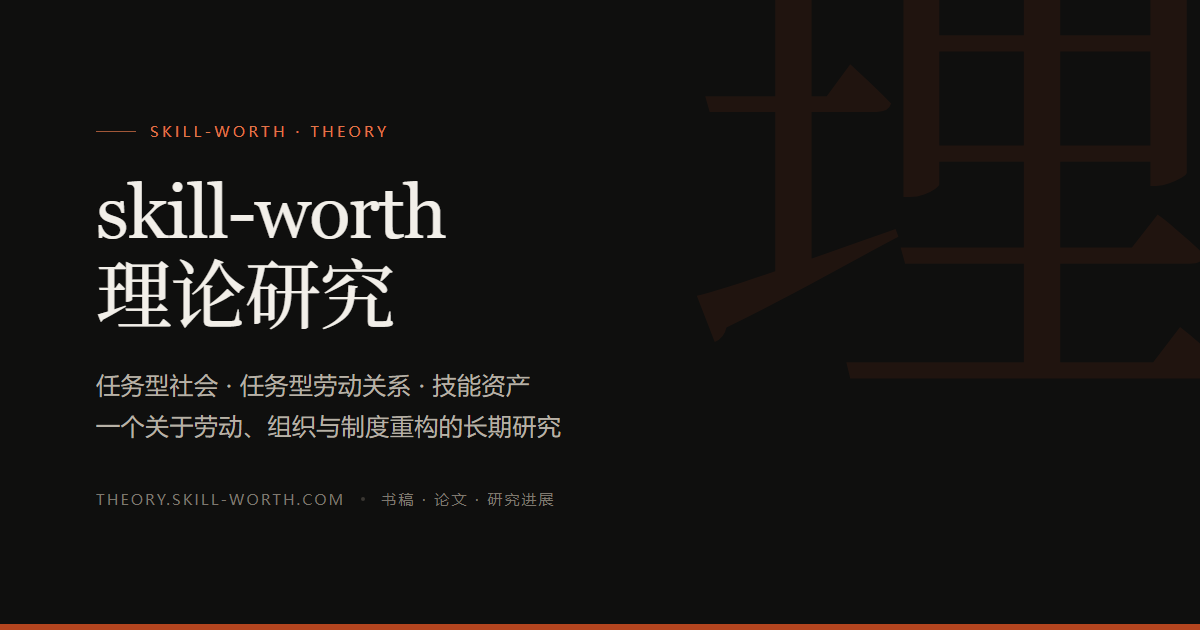 SKILL-WORTH · THEORY
skill-worth
理论研究
任务型社会 · 任务型劳动关系 · 技能资产
一个关于劳动、组织与制度重构的长期研究
THEORY.SKILL-WORTH.COM • 书稿 · 论文 · 研究进展
理